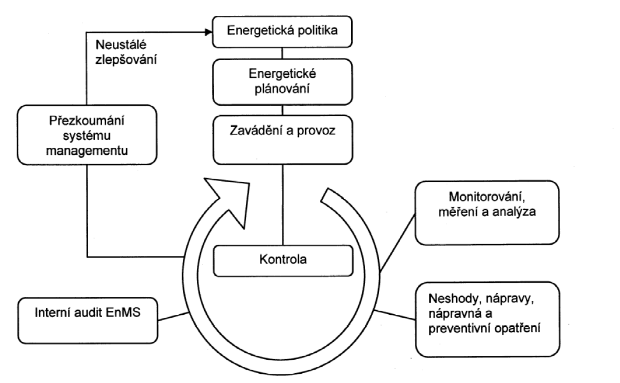 Energetická politika
Neustálé
zlepšování
Energetické
plánování
Přezkoumání
systému
managementu
Zavádění a provoz
Monitorování,
měření a analýza
Kontrola
Interní audit EnMS
Neshody, nápravy,
nápravná a
preventivní opatření